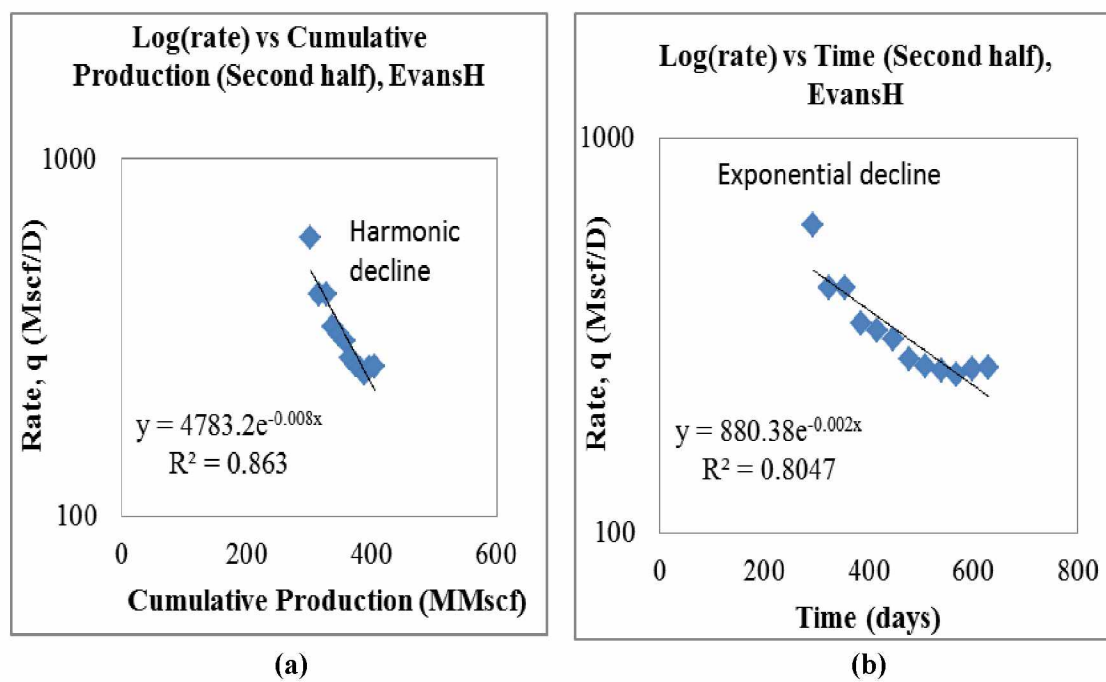 Log(rate) vs Cumulative
Production (Second half), EvansH
1000
Harmonic
decline
Rate, q (Mscf/D)
y = 4783.2e^-0.008x
R² = 0.863
100
0
200
400
600
Cumulative Production (MMscf)
(a)
Log(rate) vs Time (Second half),
EvansH
1000
Exponential decline
Rate, q (Mscf/D)
y = 880.38e^-0.002x
R² = 0.8047
100
0
200
400
600
800
Time (days)
(b)